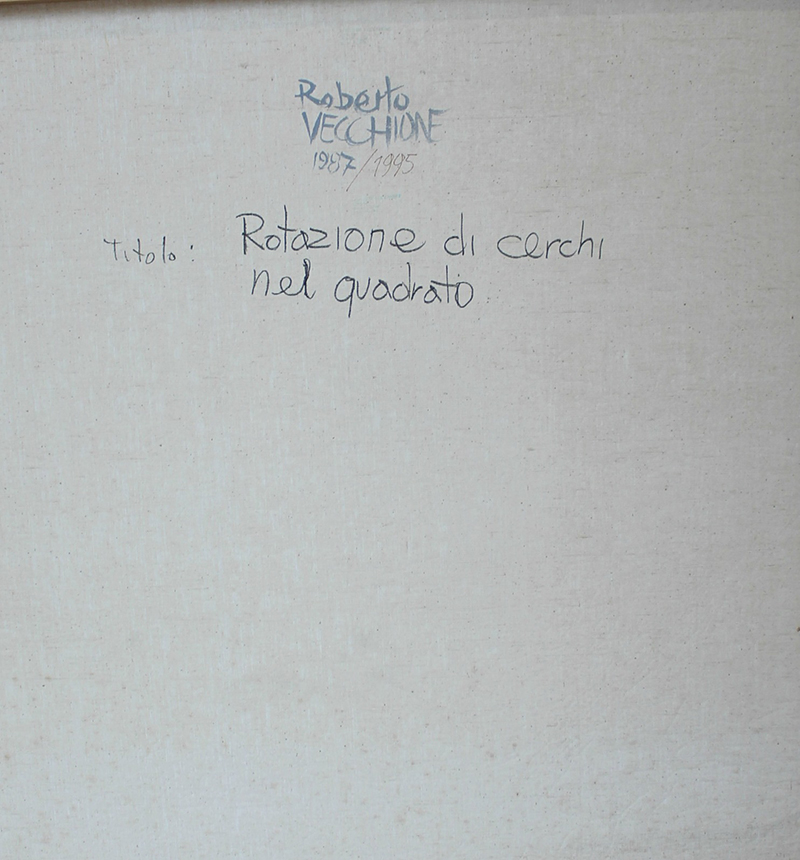 Roberto
VECCHIONE
1987/1995
Titolo: Rotazione di cerchi
nel quadrato